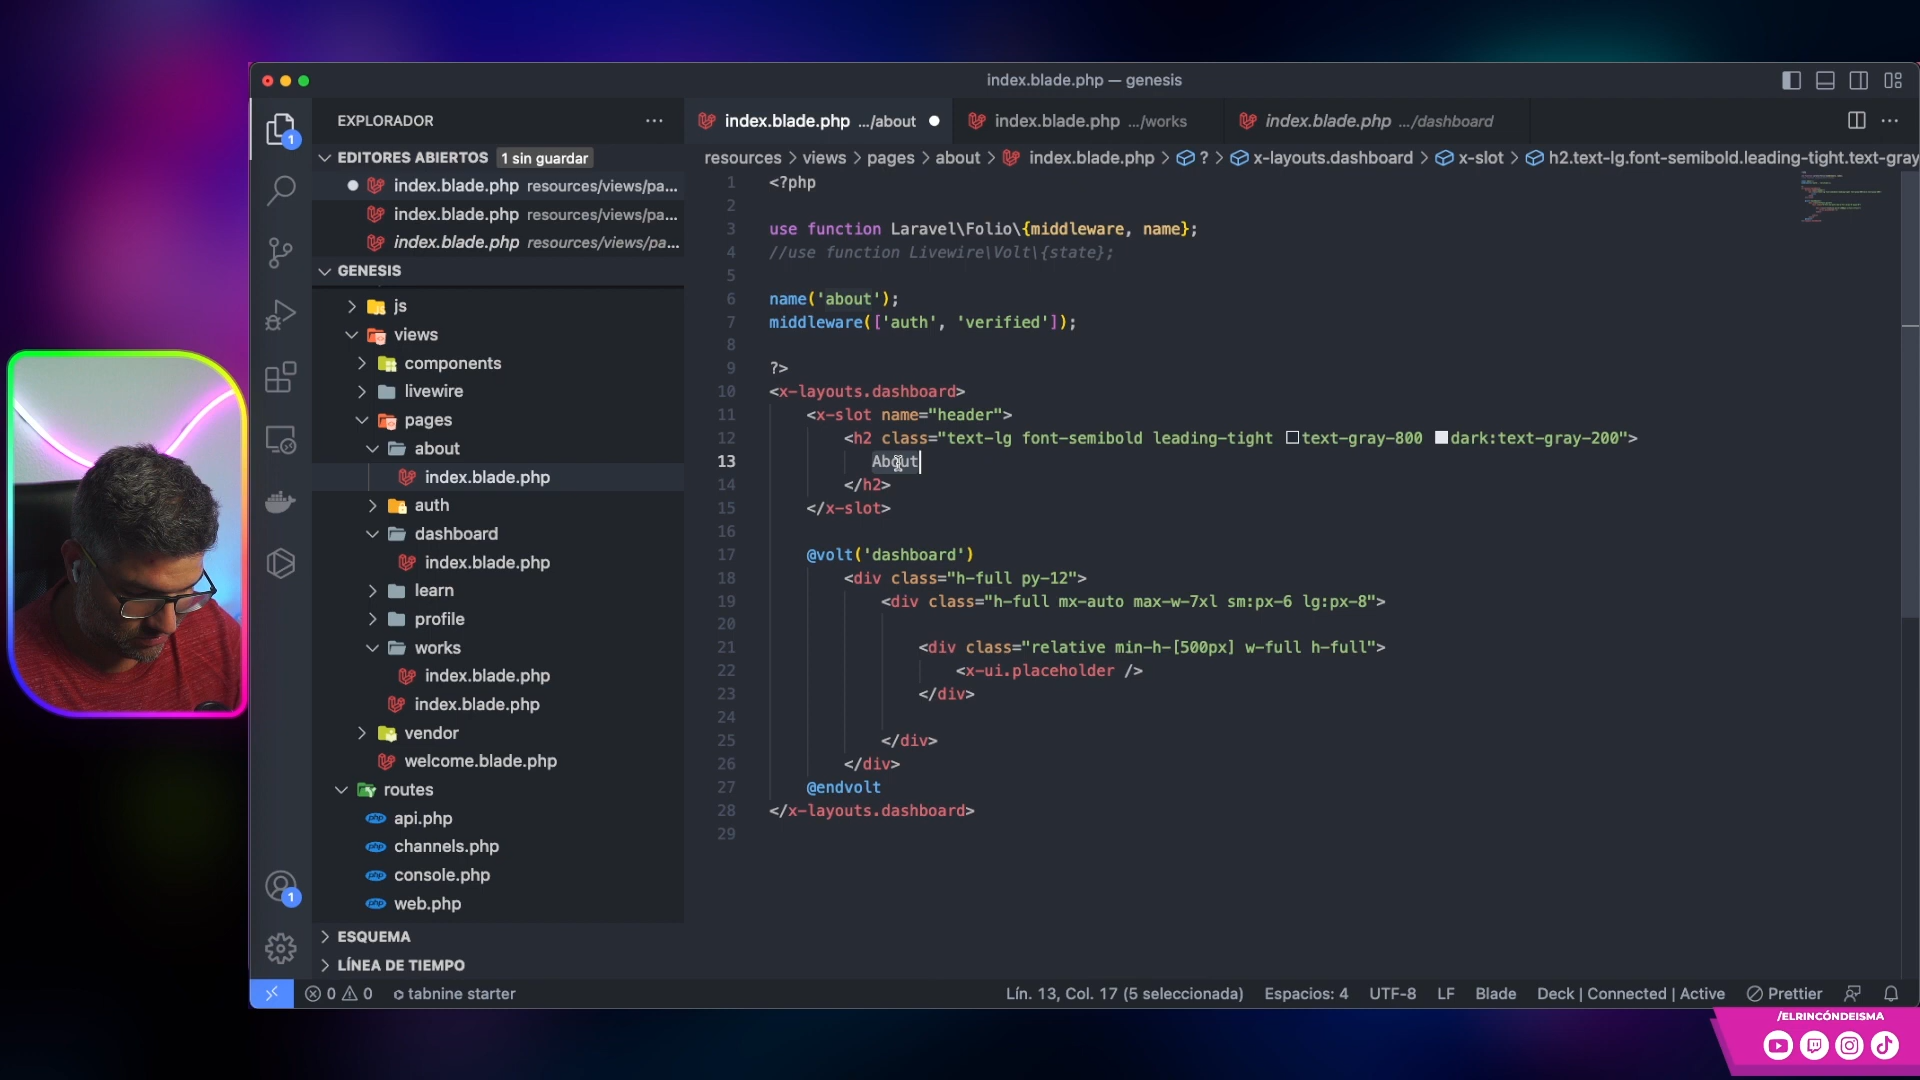 index.blade.php — genesis
EXPLORADOR
EDITORES ABIERTOS 1 sin guardar
index.blade.php resources/views/pa...
index.blade.php resources/views/pa...
index.blade.php resources/views/pa...
GENESIS
js
views
components
livewire
pages
about
index.blade.php
auth
dashboard
index.blade.php
learn
profile
works
index.blade.php
index.blade.php
vendor
welcome.blade.php
routes
api.php
channels.php
console.php
web.php
ESQUEMA
LÍNEA DE TIEMPO
1
1
index.blade.php .../about
index.blade.php .../works
index.blade.php .../dashboard
resources > views > pages > about > index.blade.php > ? > x-layouts.dashboard > x-slot > h2.text-lg.font-semibold.leading-tight.text-gray
1 <?php
2
3 use function Laravel\Folio\{middleware, name};
4 //use function Livewire\Volt\{state};
5
6 name('about');
7 middleware(['auth', 'verified']);
8
9 ?>
10 <x-layouts.dashboard>
11 <x-slot name="header">
12 <h2 class="text-lg font-semibold leading-tight text-gray-800 dark:text-gray-200">
13 About
14 </h2>
15 </x-slot>
16
17 @volt('dashboard')
18 <div class="h-full py-12">
19 <div class="h-full mx-auto max-w-7xl sm:px-6 lg:px-8">
20
21 <div class="relative min-h-[500px] w-full h-full">
22 <x-ui.placeholder />
23 </div>
24
25 </div>
26 </div>
27 @endvolt
28 </x-layouts.dashboard>
29
0 0 tabnine starter
Lín. 13, Col. 17 (5 seleccionada) Espacios: 4 UTF-8 LF Blade Deck | Connected | Active Prettier
/ELRINCÓNDEISMA